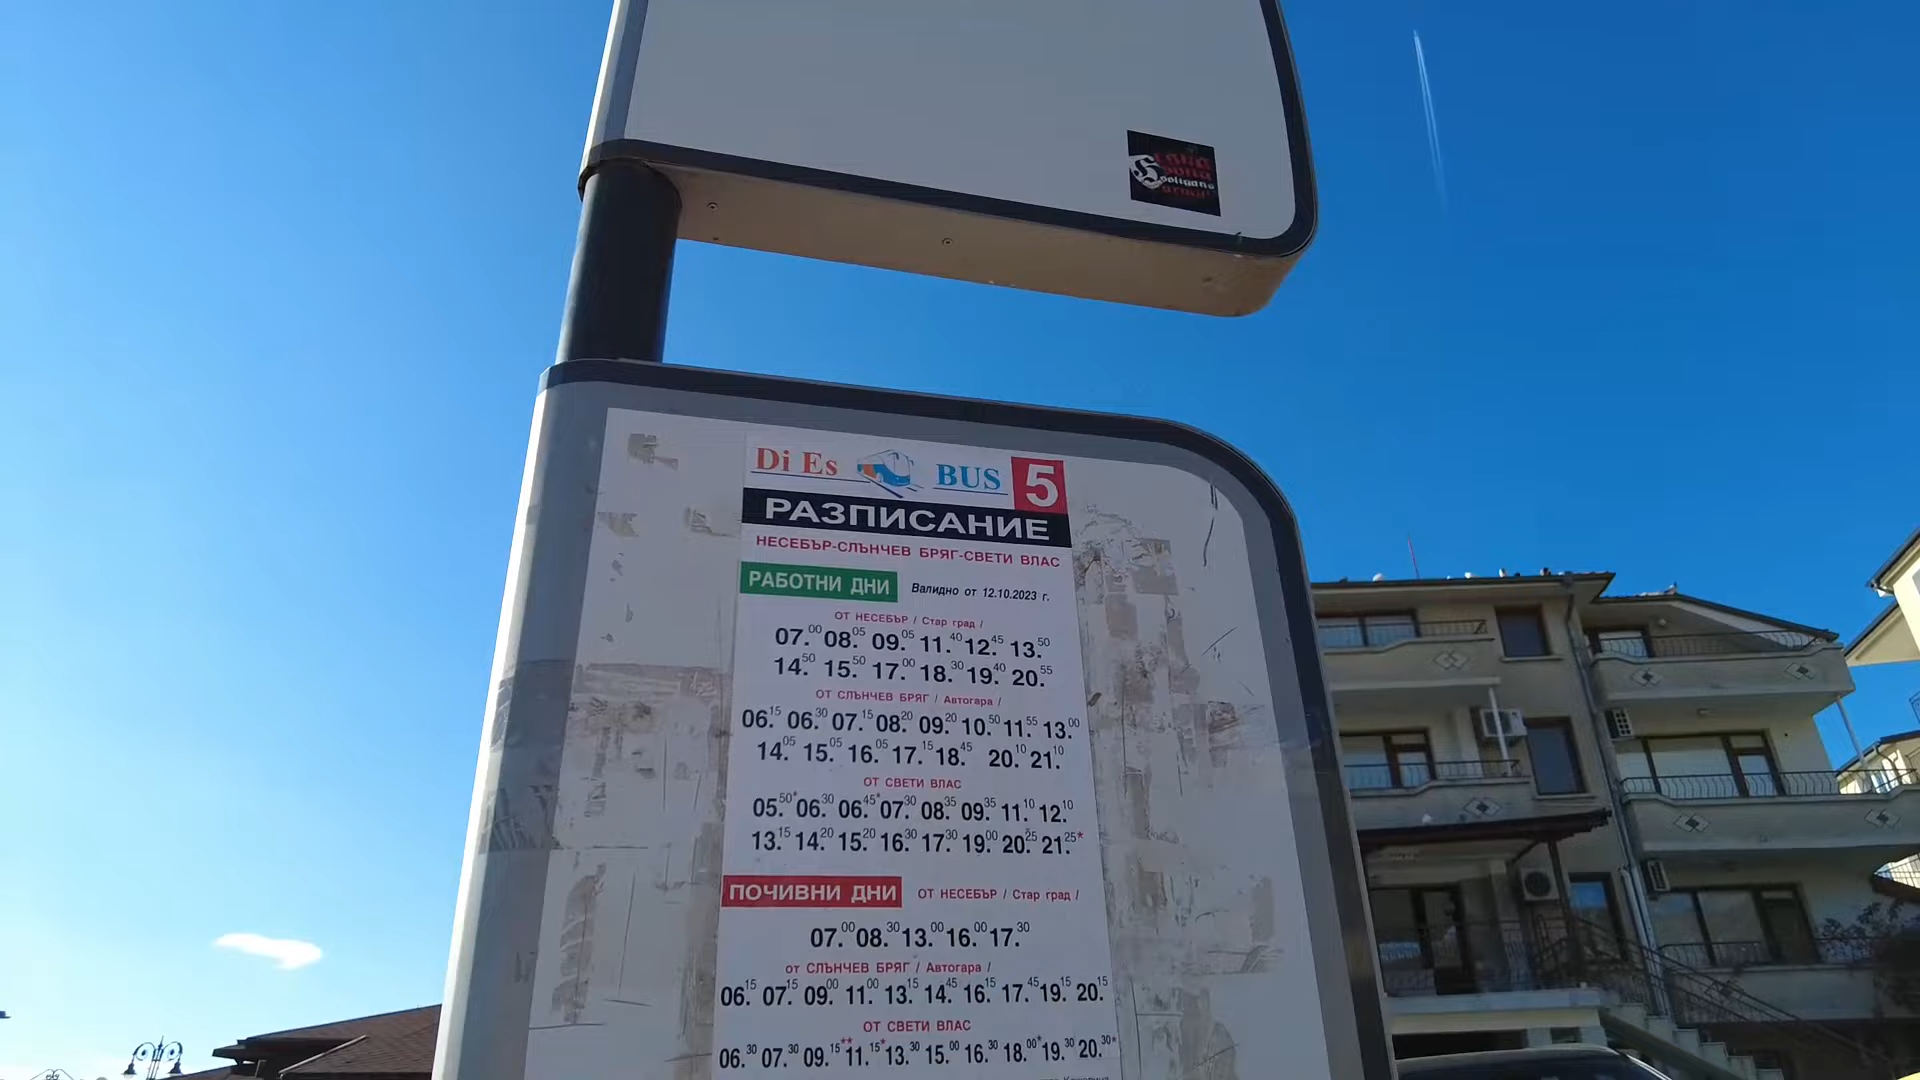 ooligans
Di Es BUS 5
РАЗПИСАНИЕ
НЕСЕБЪР-СЛЪНЧЕВ БРЯГ-СВЕТИ ВЛАС
РАБОТНИ ДНИ Валидно от 12.10.2023 г.
ОТ НЕСЕБЪР / Стар град /
07.00 08.05 09.05 11.40 12.45 13.50
14.50 15.50 17.00 18.30 19.40 20.55
ОТ СЛЪНЧЕВ БРЯГ / Автогара /
06.15 06.30 07.15 08.20 09.20 10.50 11.55 13.00
14.05 15.05 16.05 17.15 18.45 20.10 21.10
ОТ СВЕТИ ВЛАС
05.50* 06.30 06.45* 07.30 08.35 09.35 11.10 12.10
13.15 14.20 15.20 16.30 17.30 19.00 20.25 21.25*
ПОЧИВНИ ДНИ ОТ НЕСЕБЪР / Стар град /
07.00 08.30 13.00 16.00 17.30
от СЛЪНЧЕВ БРЯГ / Автогара /
06.15 07.15 09.00 11.00 13.15 14.45 16.15 17.45 19.15 20.15
ОТ СВЕТИ ВЛАС
06.30 07.30 09.15** 11.15* 13.30 15.00 16.30 18.00* 19.30 20.30*